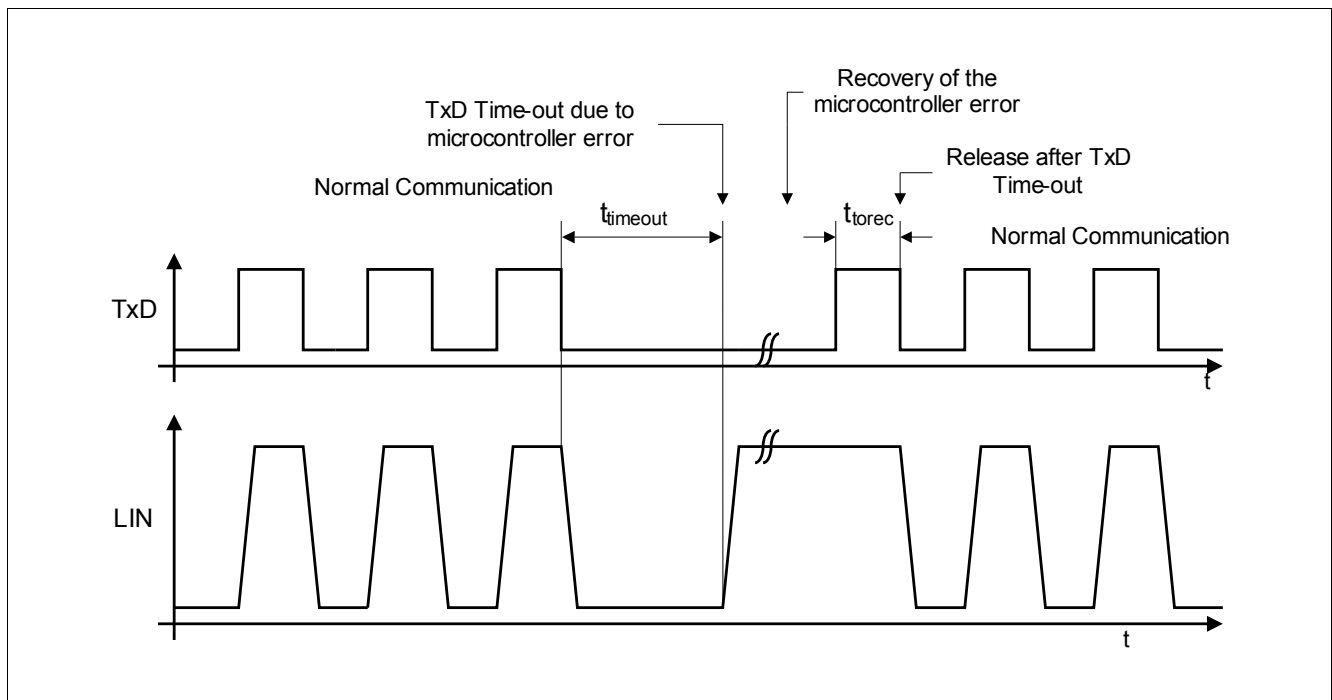 Recovery of the
microcontroller error
TxD Time-out due to
microcontroller error
Release after TxD
Time-out
Normal Communication
ttimeout
ttorec
Normal Communication
TxD
t
LIN
t